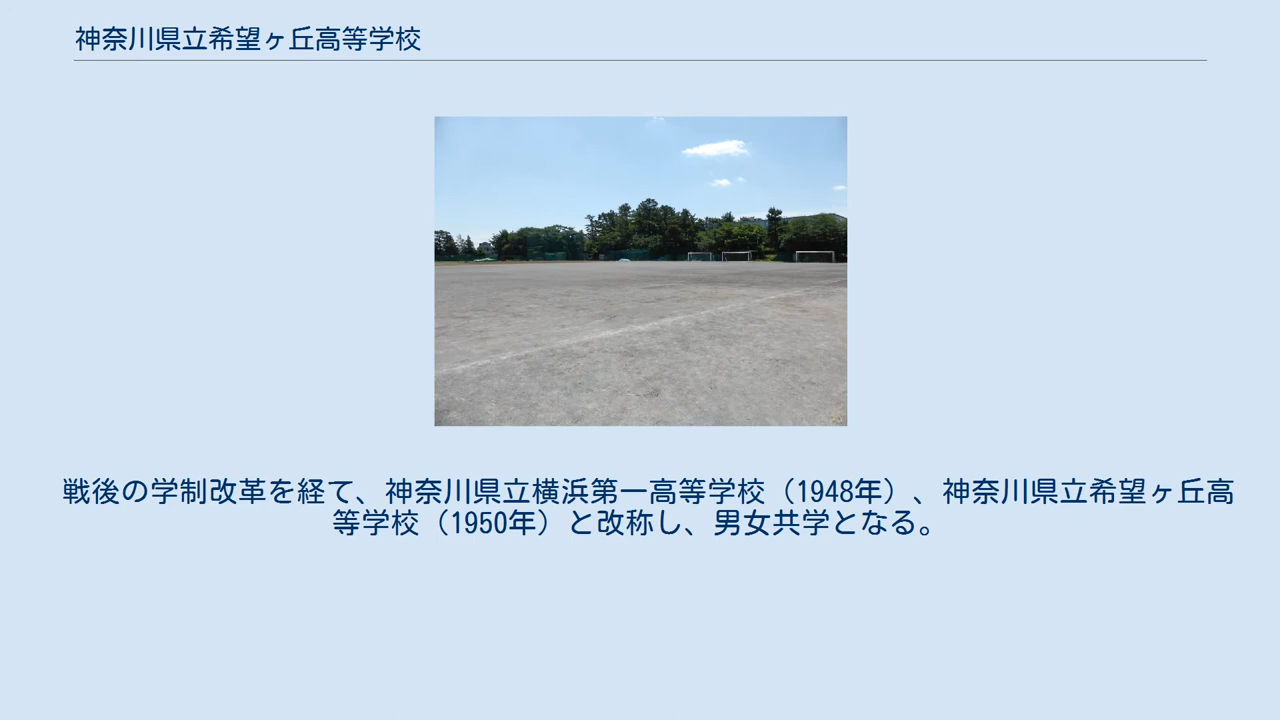 神奈川県立希望ヶ丘高等学校
戦後の学制改革を経て、神奈川県立横浜第一高等学校（1948年）、神奈川県立希望ヶ丘高
等学校（1950年）と改称し、男女共学となる。